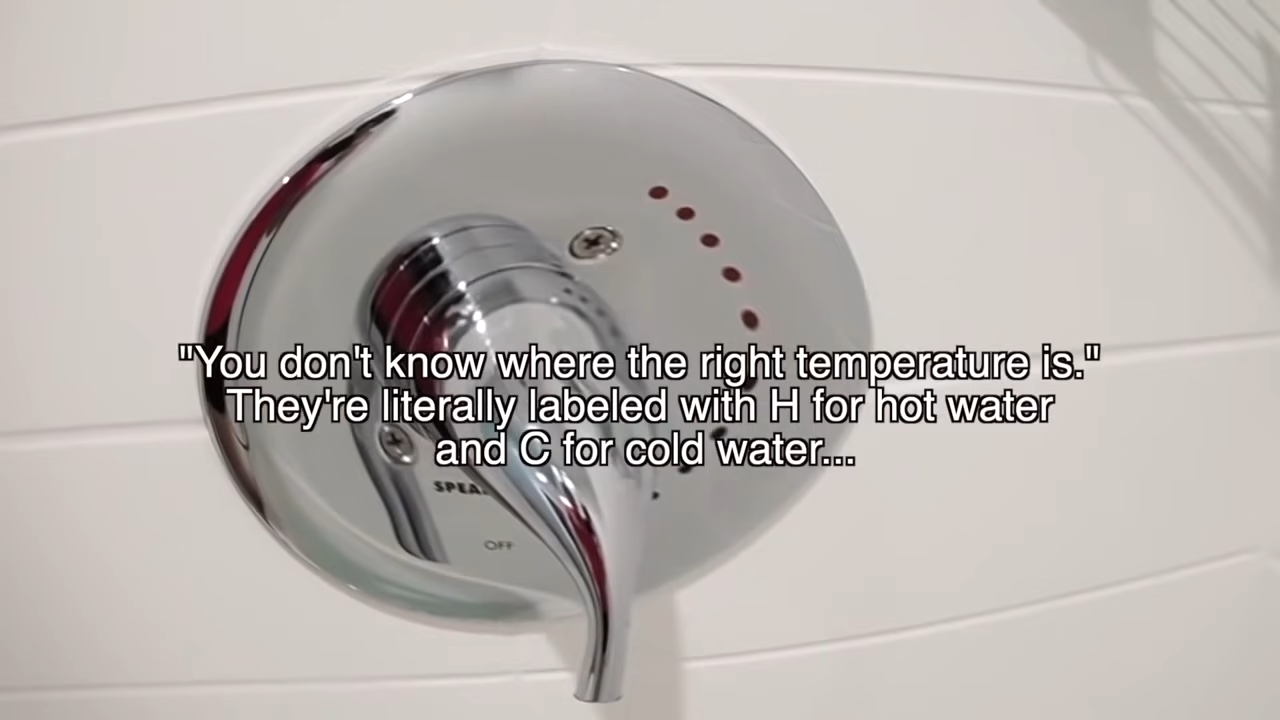 "You don't know where the right temperature is."
They're literally labeled with H for hot water
and C for cold water...
OFF